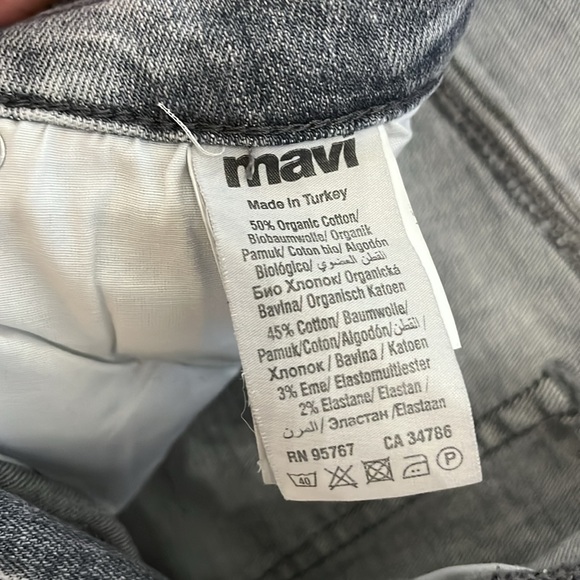 mavi
Made In Turkey
50% Organic Cotton/
Biobaumwolle/ Organik
Pamuk/ Coton bio/ Algodón
Biológico/ القطن العضوي/
Био Хлопок/ Organická
Bavlna/ Organisch Katoen
45% Cotton/ Baumwolle/
Pamuk/Coton/Algodón/القطن/
Хлопок / Bavlna / Katoen
3% Eme/ Elastomultiester
2% Elastane/ Elastan /
المرن/ Эластан /Elastaan
RN 95767 CA 34786
40 P